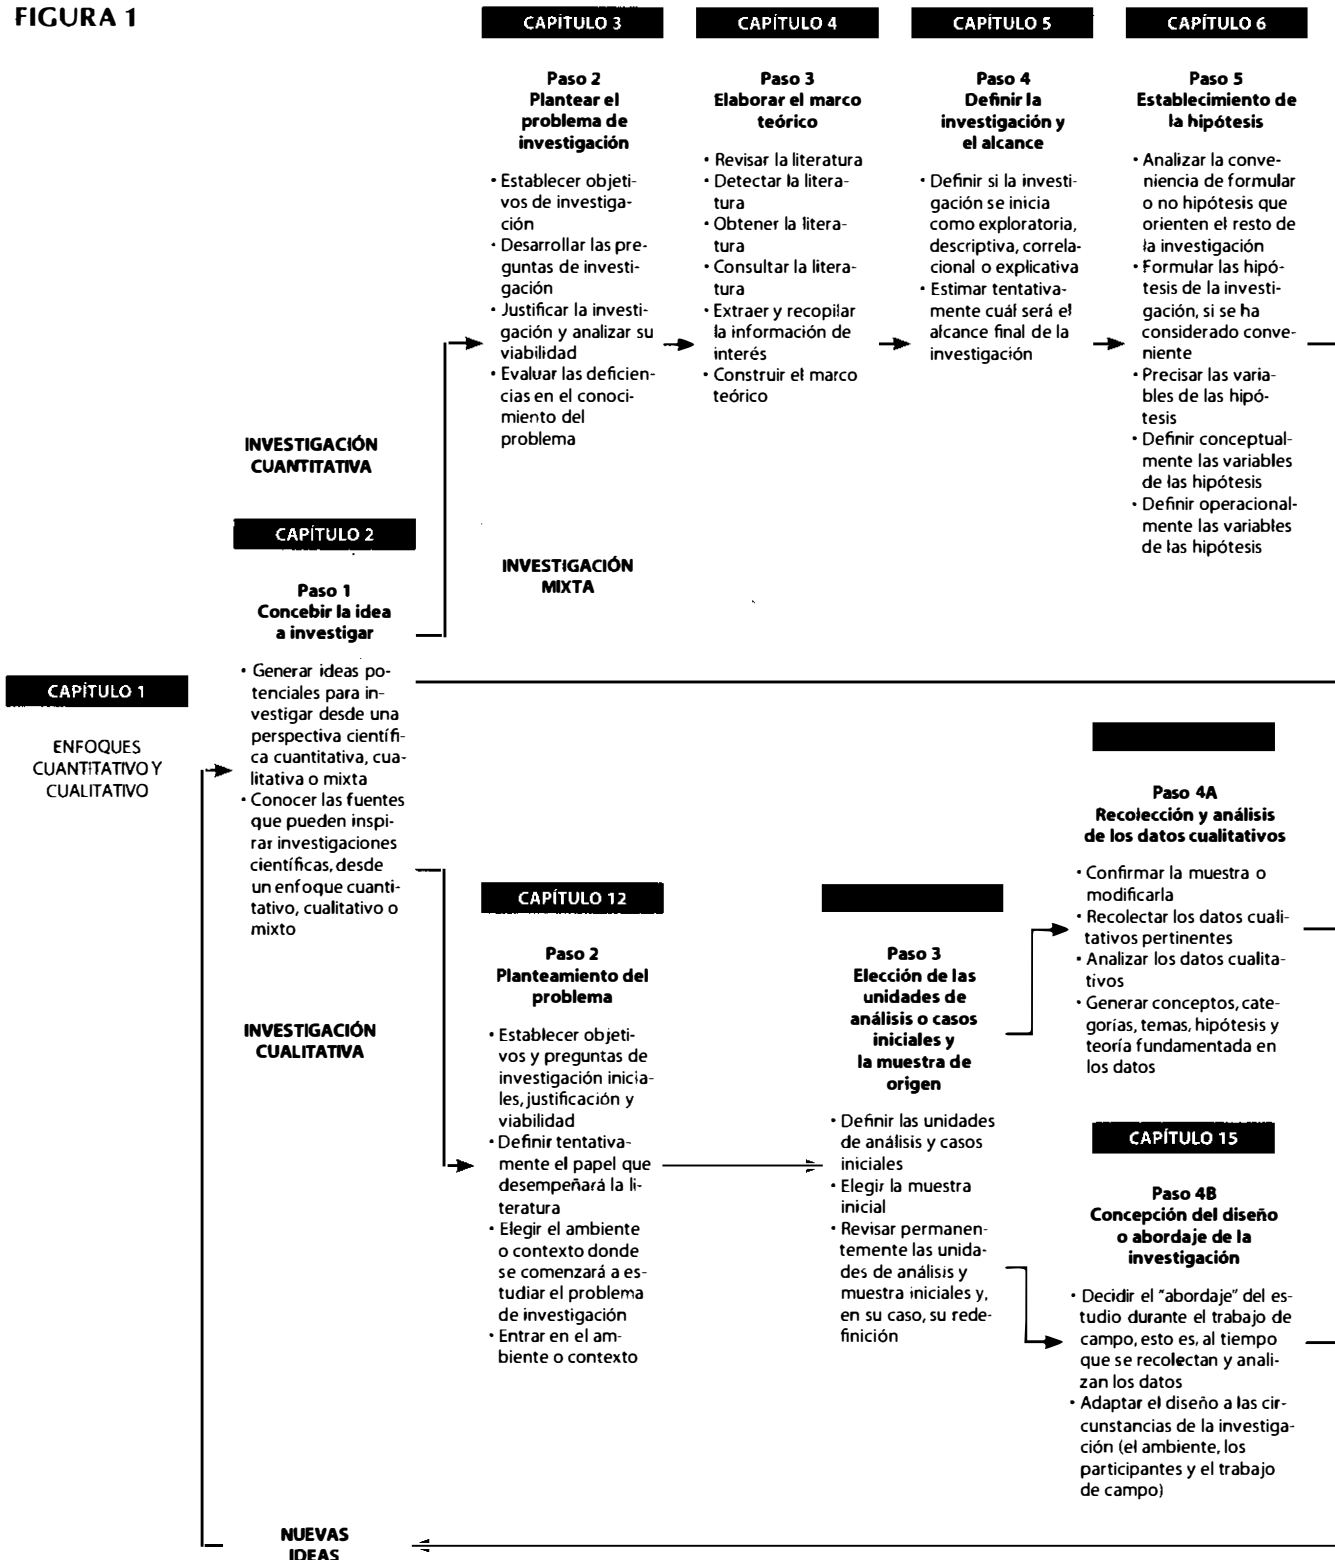 FIGURA 1
CAPÍTULO 3
Paso 2
Plantear el
problema de
investigación
• Establecer objeti-
vos de investiga-
ción
• Desarrollar las pre-
guntas de investi-
gación
• Justificar la investi-
gación y analizar su
viabilidad
• Evaluar las deficien-
cias en el conoci-
miento del
problema
CAPÍTULO 4
Paso 3
Elaborar el marco
teórico
• Revisar la literatura
• Detectar la litera-
tura
• Obtener la litera-
tura
• Consultar la litera-
tura
• Extraer y recopilar
la información de
interés
• Construir el marco
teórico
CAPÍTULO 5
Paso 4
Definir la
investigación y
el alcance
• Definir si la investi-
gación se inicia
como exploratoria,
descriptiva, correla-
cional o explicativa
• Estimar tentativa-
mente cuál será el
alcance final de la
investigación
CAPÍTULO 6
Paso 5
Establecimiento de
la hipótesis
• Analizar la conve-
niencia de formular
o no hipótesis que
orienten el resto de
la investigación
• Formular las hipó-
tesis de la investi-
gación, si se ha
considerado conve-
niente
• Precisar las varia-
bles de las hipó-
tesis
• Definir conceptual-
mente las variables
de las hipótesis
• Definir operacional-
mente las variables
de las hipótesis
INVESTIGACIÓN
CUANTITATIVA
CAPÍTULO 2
Paso 1
Concebir la idea
a investigar
• Generar ideas po-
tenciales para in-
vestigar desde una
perspectiva científi-
ca cuantitativa, cua-
litativa o mixta
• Conocer las fuentes
que pueden inspi-
rar investigaciones
científicas, desde
un enfoque cuanti-
tativo, cualitativo o
mixto
INVESTIGACIÓN
MIXTA
CAPÍTULO 1
ENFOQUES
CUANTITATIVO Y
CUALITATIVO
INVESTIGACIÓN
CUALITATIVA
CAPÍTULO 12
Paso 2
Planteamiento del
problema
• Establecer objeti-
vos y preguntas de
investigación inicia-
les, justificación y
viabilidad
• Definir tentativa-
mente el papel que
desempeñará la li-
teratura
• Elegir el ambiente
o contexto donde
se comenzará a es-
tudiar el problema
de investigación
• Entrar en el am-
biente o contexto
Paso 3
Elección de las
unidades de
análisis o casos
iniciales y
la muestra de
origen
• Definir las unidades
de análisis y casos
iniciales
• Elegir la muestra
inicial
• Revisar permanen-
temente las unida-
des de análisis y
muestra iniciales y,
en su caso, su rede-
finición
Paso 4A
Recolección y análisis
de los datos cualitativos
• Confirmar la muestra o
modificarla
• Recolectar los datos cuali-
tativos pertinentes
• Analizar los datos cualita-
tivos
• Generar conceptos, cate-
gorías, temas, hipótesis y
teoría fundamentada en
los datos
CAPÍTULO 15
Paso 4B
Concepción del diseño
o abordaje de la
investigación
• Decidir el "abordaje" del es-
tudio durante el trabajo de
campo, esto es, al tiempo
que se recolectan y anali-
zan los datos
• Adaptar el diseño a las cir-
cunstancias de la investiga-
ción (el ambiente, los
participantes y el trabajo
de campo)
NUEVAS
IDEAS